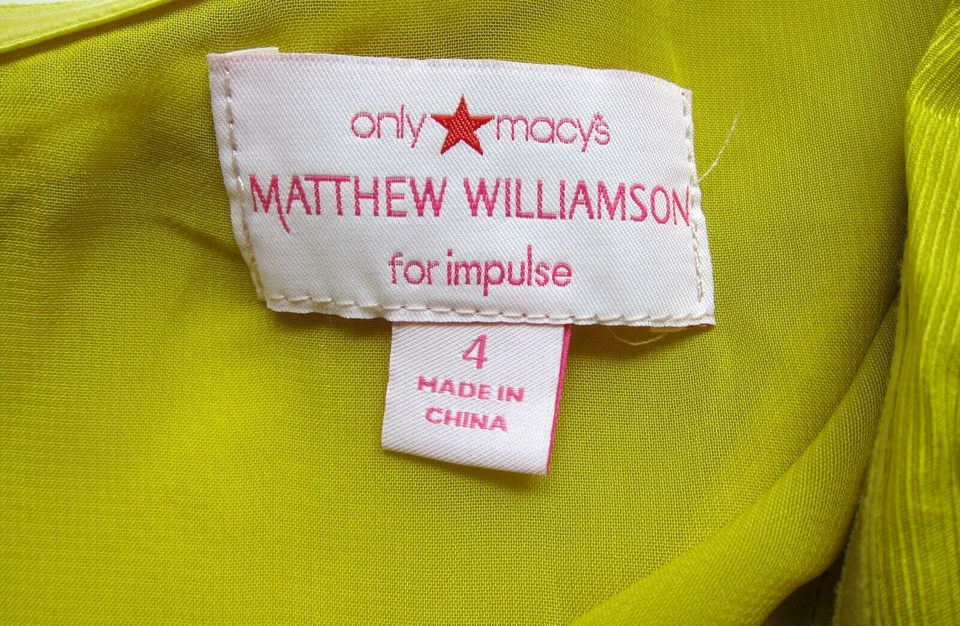 only ★ macy's
MATTHEW WILLIAMSON
for impulse
4
MADE IN
CHINA